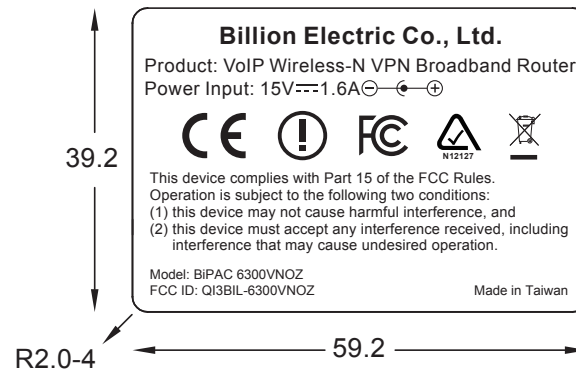 Billion Electric Co., Ltd.
Product: VoIP Wireless-N VPN Broadband Router
Power Input: 15V⎓1.6A
CE
FC
N12127
39.2
This device complies with Part 15 of the FCC Rules.
Operation is subject to the following two conditions:
(1) this device may not cause harmful interference, and
(2) this device must accept any interference received, including
interference that may cause undesired operation.
Model: BiPAC 6300VNOZ
FCC ID: QI3BIL-6300VNOZ
Made in Taiwan
R2.0-4
59.2